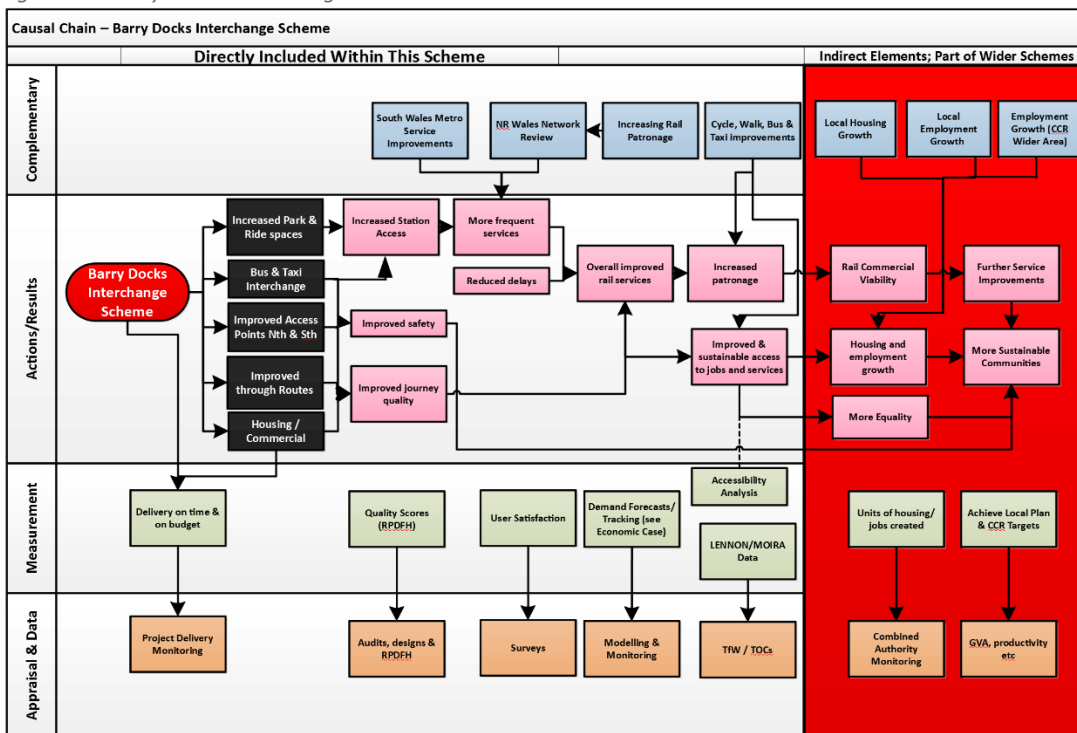 Causal Chain – Barry Docks Interchange Scheme
Directly Included Within This Scheme
Indirect Elements; Part of Wider Schemes
Complementary
South Wales Metro
Service
Improvements
NR Wales Network
Review
Increasing Rail
Patronage
Cycle, Walk, Bus &
Taxi improvements
Local Housing
Growth
Local
Employment
Growth
Employment
Growth (CCR
Wider Area)
Actions/Results
Barry Docks
Interchange
Scheme
Increased Park &
Ride spaces
Bus & Taxi
Interchange
Improved Access
Points Nth & Sth
Improved
through Routes
Housing /
Commercial
Increased Station
Access
Improved safety
Improved journey
quality
More frequent
services
Reduced delays
Overall improved
rail services
Increased
patronage
Improved &
sustainable access
to jobs and services
Rail Commercial
Viability
Further Service
Improvements
Housing and
employment
growth
More Sustainable
Communities
More Equality
Measurement
Delivery on time &
on budget
Quality Scores
(RPDFH)
User Satisfaction
Demand Forecasts/
Tracking (see
Economic Case)
Accessibility
Analysis
LENNON/MOIRA
Data
Units of housing/
jobs created
Achieve Local Plan
& CCR Targets
Appraisal & Data
Project Delivery
Monitoring
Audits, designs &
RPDFH
Surveys
Modelling &
Monitoring
TfW / TOCs
Combined
Authority
Monitoring
GVA, productivity
etc